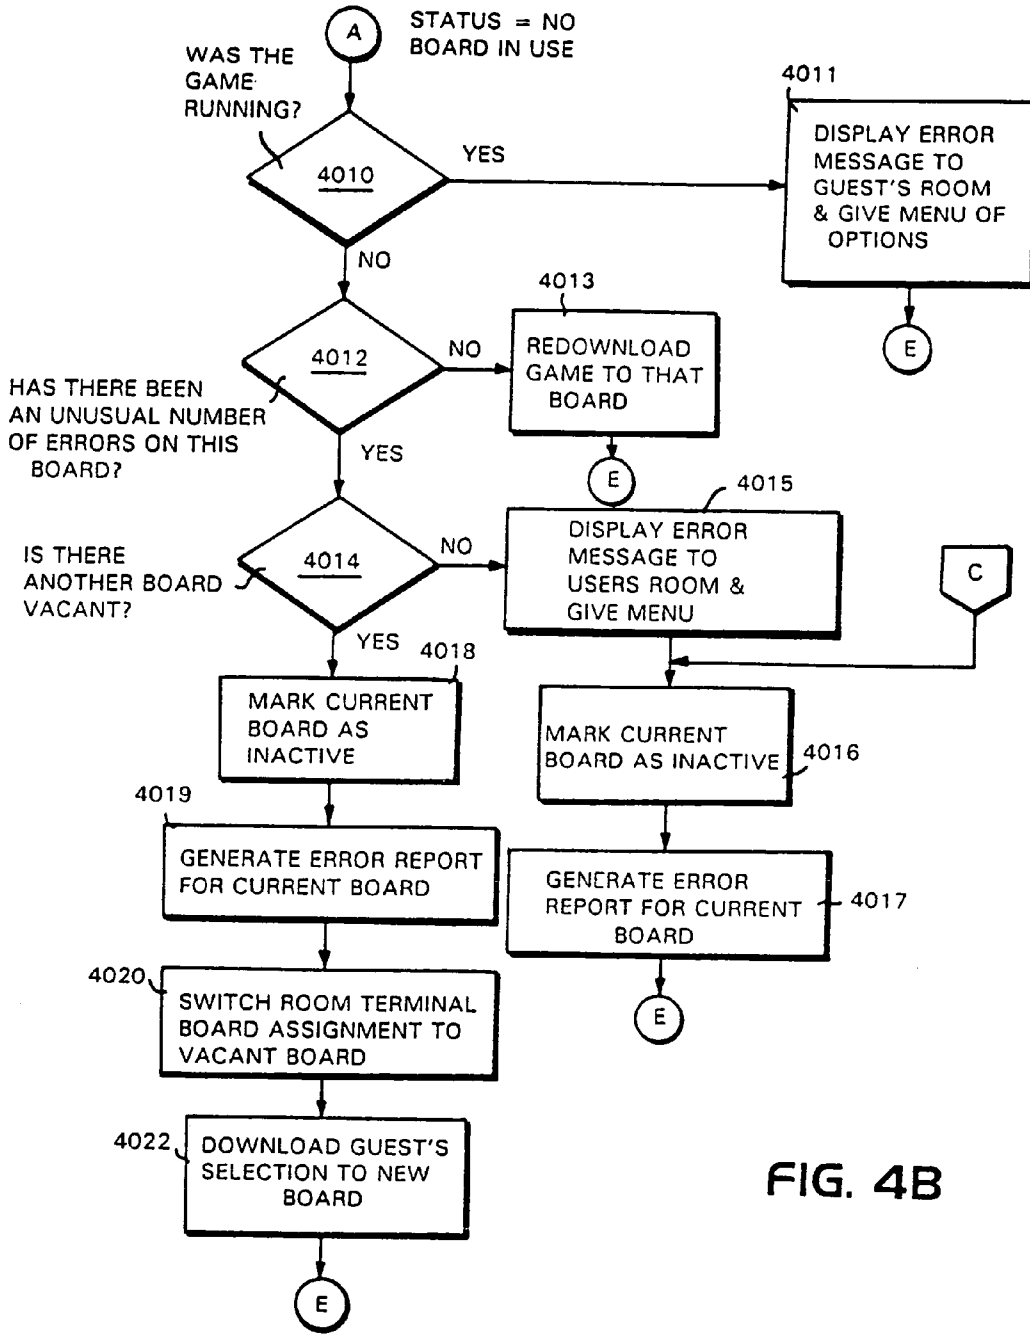 A
STATUS = NO
BOARD IN USE
WAS THE
GAME
RUNNING?
4010
YES
4011
DISPLAY ERROR
MESSAGE TO
GUEST'S ROOM
& GIVE MENU OF
OPTIONS
E
NO
4012
HAS THERE BEEN
AN UNUSUAL NUMBER
OF ERRORS ON THIS
BOARD?
NO
4013
REDOWNLOAD
GAME TO THAT
BOARD
E
YES
IS THERE
ANOTHER BOARD
VACANT?
4014
NO
4015
DISPLAY ERROR
MESSAGE TO
USERS ROOM &
GIVE MENU
C
YES
4018
MARK CURRENT
BOARD AS
INACTIVE
MARK CURRENT
BOARD AS INACTIVE
4016
4019
GENERATE ERROR REPORT
FOR CURRENT BOARD
GENERATE ERROR
REPORT FOR CURRENT
BOARD
4017
E
4020
SWITCH ROOM TERMINAL
BOARD ASSIGNMENT TO
VACANT BOARD
4022
DOWNLOAD GUEST'S
SELECTION TO NEW
BOARD
E
FIG. 4B